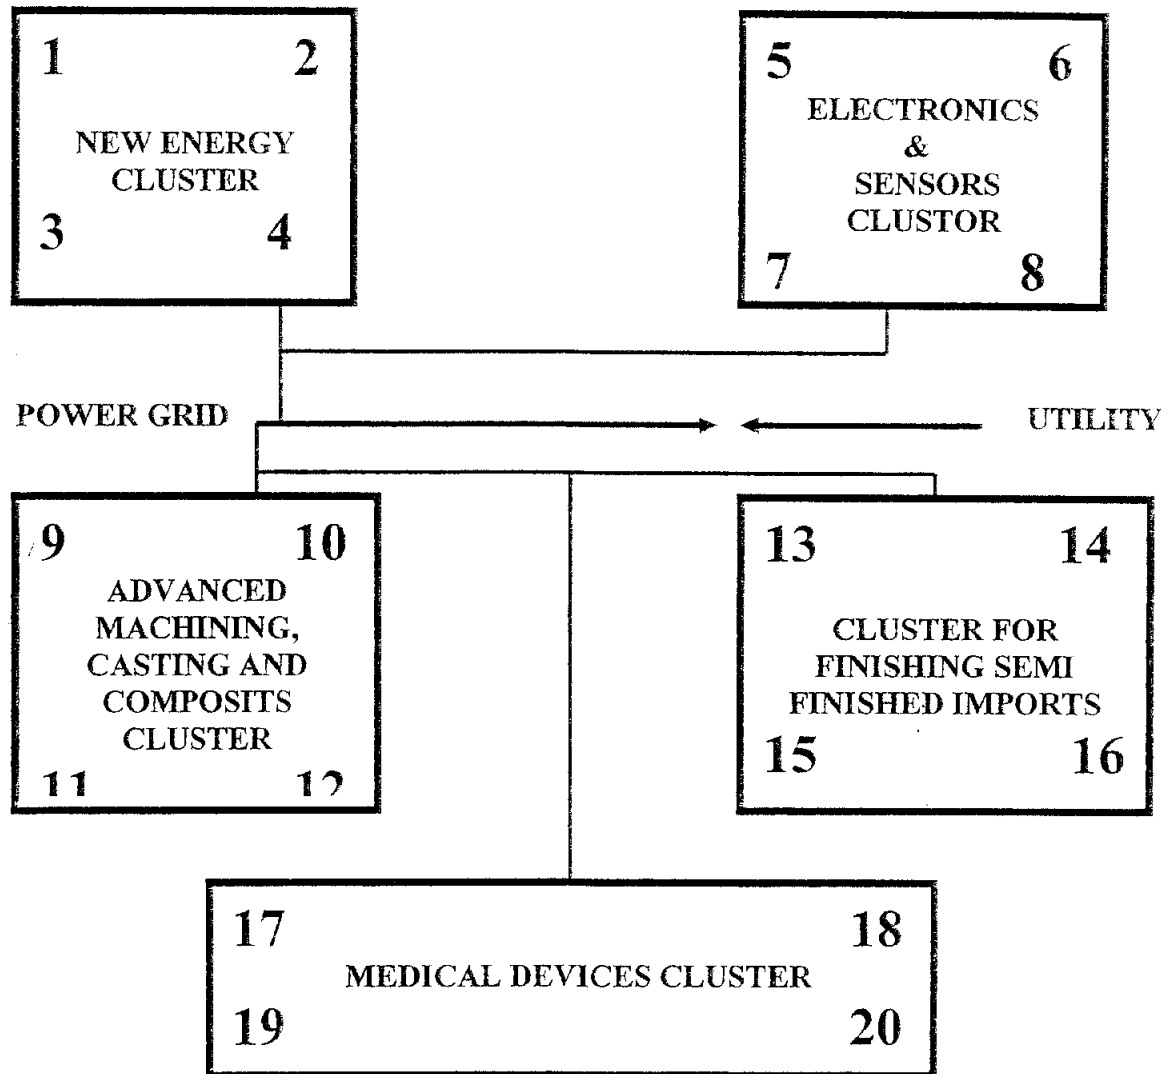 1 2
NEW ENERGY
CLUSTER
3 4
5 6
ELECTRONICS
&
SENSORS
CLUSTOR
7 8
POWER GRID
UTILITY
9 10
ADVANCED
MACHINING,
CASTING AND
COMPOSITS
CLUSTER
11 12
13 14
CLUSTER FOR
FINISHING SEMI
FINISHED IMPORTS
15 16
17 18
MEDICAL DEVICES CLUSTER
19 20